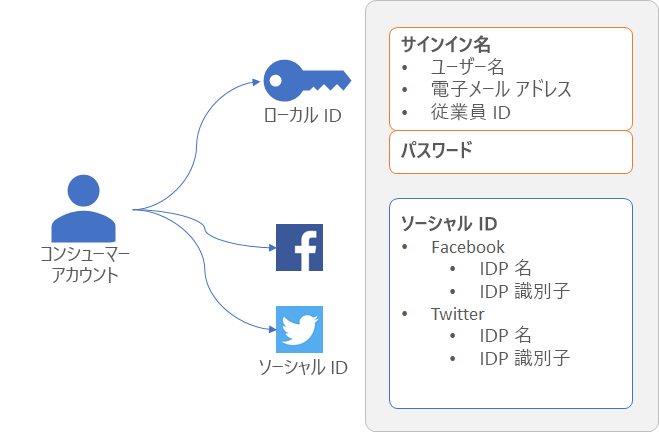 コンシューマー
アカウント
ローカル ID
ソーシャル ID
サインイン名
• ユーザー名
• 電子メール アドレス
• 従業員 ID
パスワード
ソーシャル ID
• Facebook
• IDP 名
• IDP 識別子
• Twitter
• IDP 名
• IDP 識別子